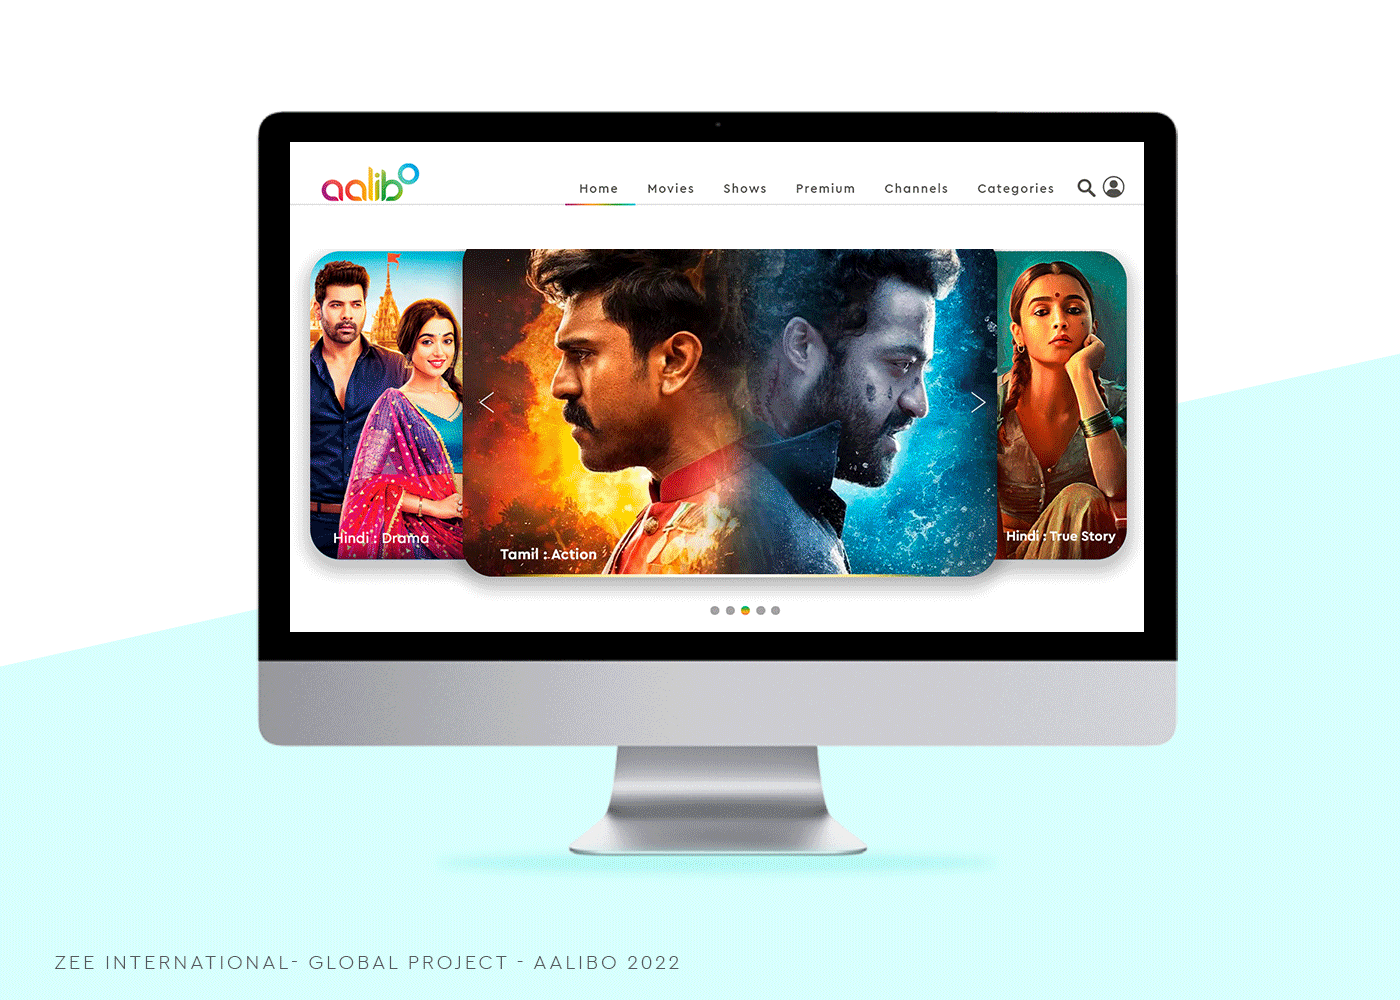 aalibo
Home Movies Shows Premium Channels Categories
Hindi : Drama
Tamil : Action
Hindi : True Story
ZEE INTERNATIONAL- GLOBAL PROJECT - AALIBO 2022